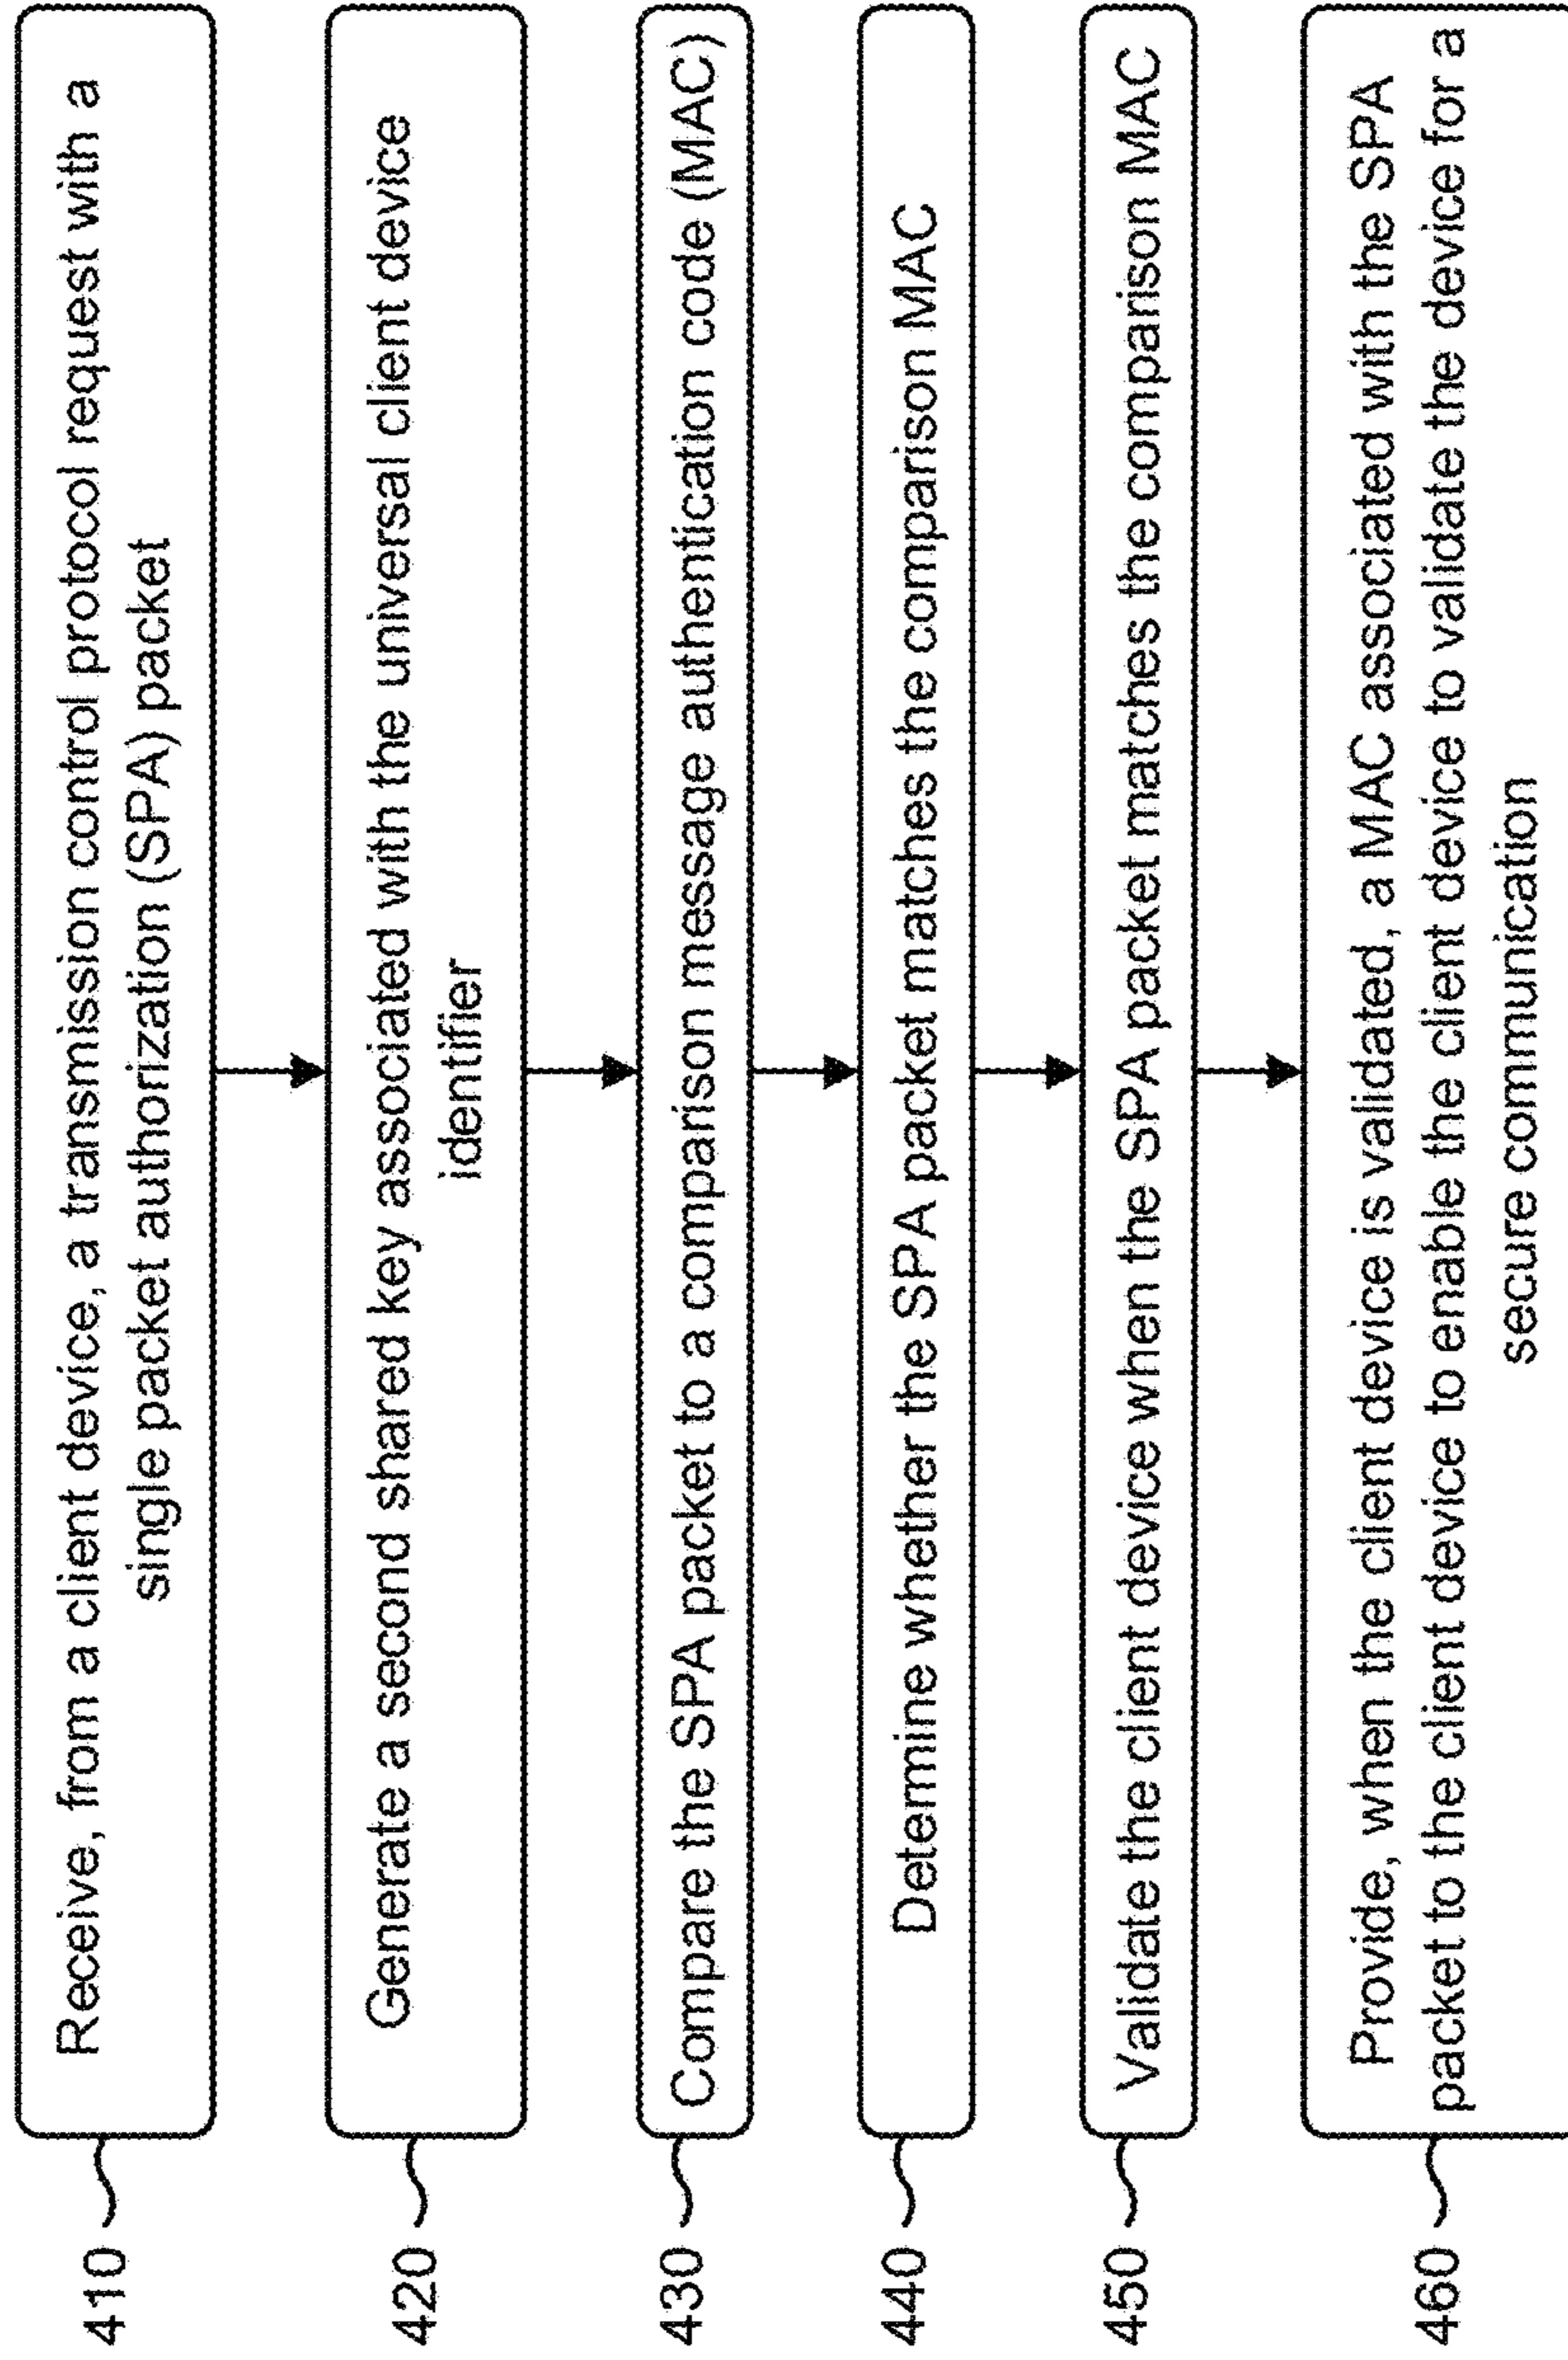 410
Receive, from a client device, a transmission control protocol request with a
single packet authorization (SPA) packet
420
Generate a second shared key associated with the universal client device
identifier
430
Compare the SPA packet to a comparison message authentication code (MAC)
440
Determine whether the SPA packet matches the comparison MAC
450
Validate the client device when the SPA packet matches the comparison MAC
460
Provide, when the client device is validated, a MAC associated with the SPA
packet to the client device to enable the client device to validate the device for a
secure communication